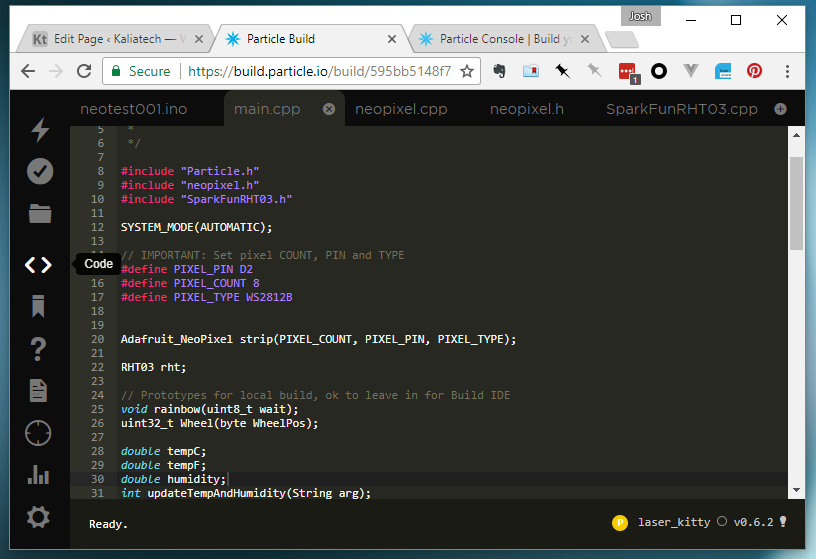 Josh
Kt Edit Page ‹ Kaliatech — W
Particle Build
Particle Console | Build y
Secure https://build.particle.io/build/595bb5148f7
1
neotest001.ino
main.cpp
neopixel.cpp
neopixel.h
SparkFunRHT03.cpp
5 *
6 */
7
8 #include "Particle.h"
9 #include "neopixel.h"
10 #include "SparkFunRHT03.h"
11
12 SYSTEM_MODE(AUTOMATIC);
13
14 // IMPORTANT: Set pixel COUNT, PIN and TYPE
Code
#define PIXEL_PIN D2
16 #define PIXEL_COUNT 8
17 #define PIXEL_TYPE WS2812B
18
19
20 Adafruit_NeoPixel strip(PIXEL_COUNT, PIXEL_PIN, PIXEL_TYPE);
21
22 RHT03 rht;
23
24 // Prototypes for local build, ok to leave in for Build IDE
25 void rainbow(uint8_t wait);
26 uint32_t Wheel(byte WheelPos);
27
28 double tempC;
29 double tempF;
30 double humidity;
31 int updateTempAndHumidity(String arg);
Ready.
P laser_kitty v0.6.2